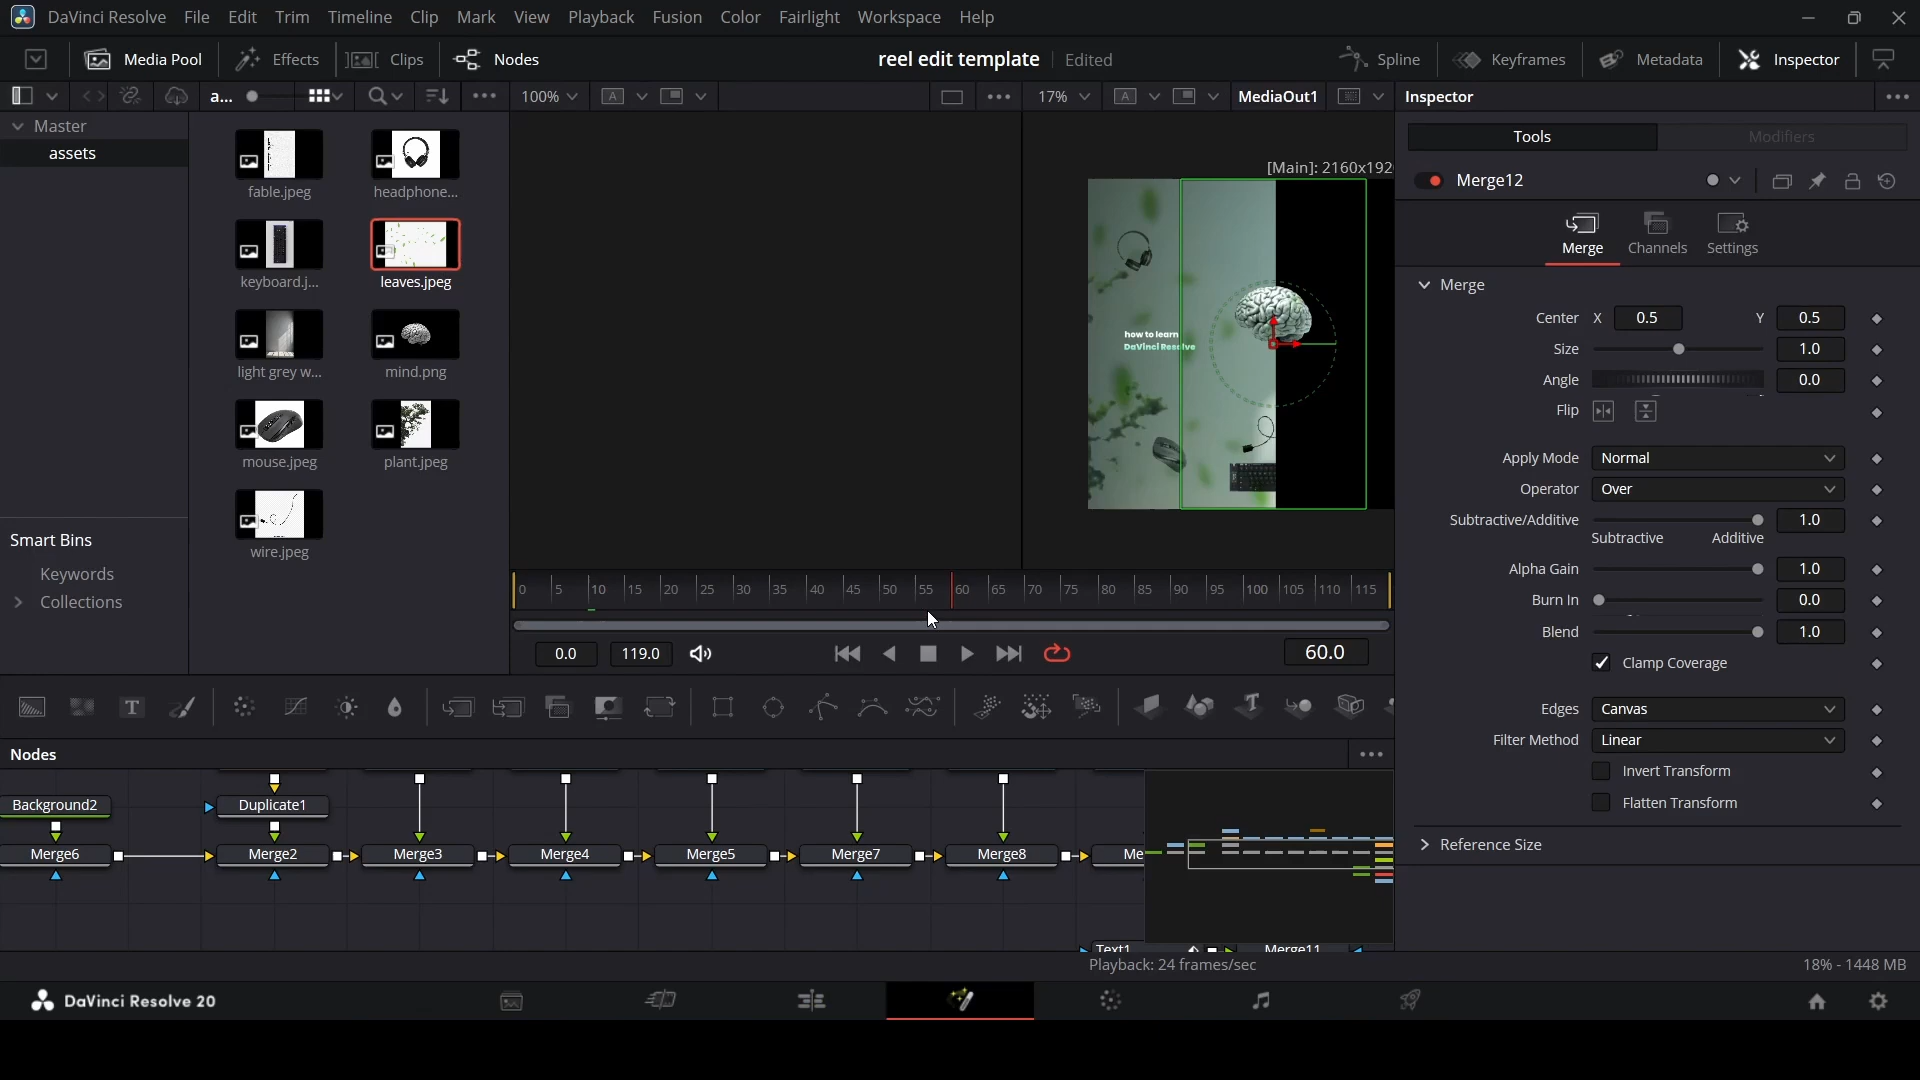 DaVinci Resolve File Edit Trim Timeline Clip Mark View Playback Fusion Color Fairlight Workspace Help
Media Pool Effects Clips Nodes reel edit template Edited Spline Keyframes Metadata Inspector
a... 100% A 17% A MediaOut1 Inspector
Master
assets
fable.jpeg headphone...
keyboard.j... leaves.jpeg
light grey w... mind.png
mouse.jpeg plant.jpeg
wire.jpeg
Smart Bins
Keywords
Collections
[Main]: 2160x192
how to learn
DaVinci Resolve
0 5 10 15 20 25 30 35 40 45 50 55 60 65 70 75 80 85 90 95 100 105 110 115
0.0 119.0 60.0
Tools Modifiers
Merge12
Merge Channels Settings
Merge
Center X 0.5 Y 0.5
Size 1.0
Angle 0.0
Flip
Apply Mode Normal
Operator Over
Subtractive/Additive 1.0
Subtractive Additive
Alpha Gain 1.0
Burn In 0.0
Blend 1.0
Clamp Coverage
Edges Canvas
Filter Method Linear
Invert Transform
Flatten Transform
Reference Size
T T
Nodes
Background2 Duplicate1
Merge6 Merge2 Merge3 Merge4 Merge5 Merge7 Merge8 Me
Text1 Merge11
Playback: 24 frames/sec 18% - 1448 MB
DaVinci Resolve 20